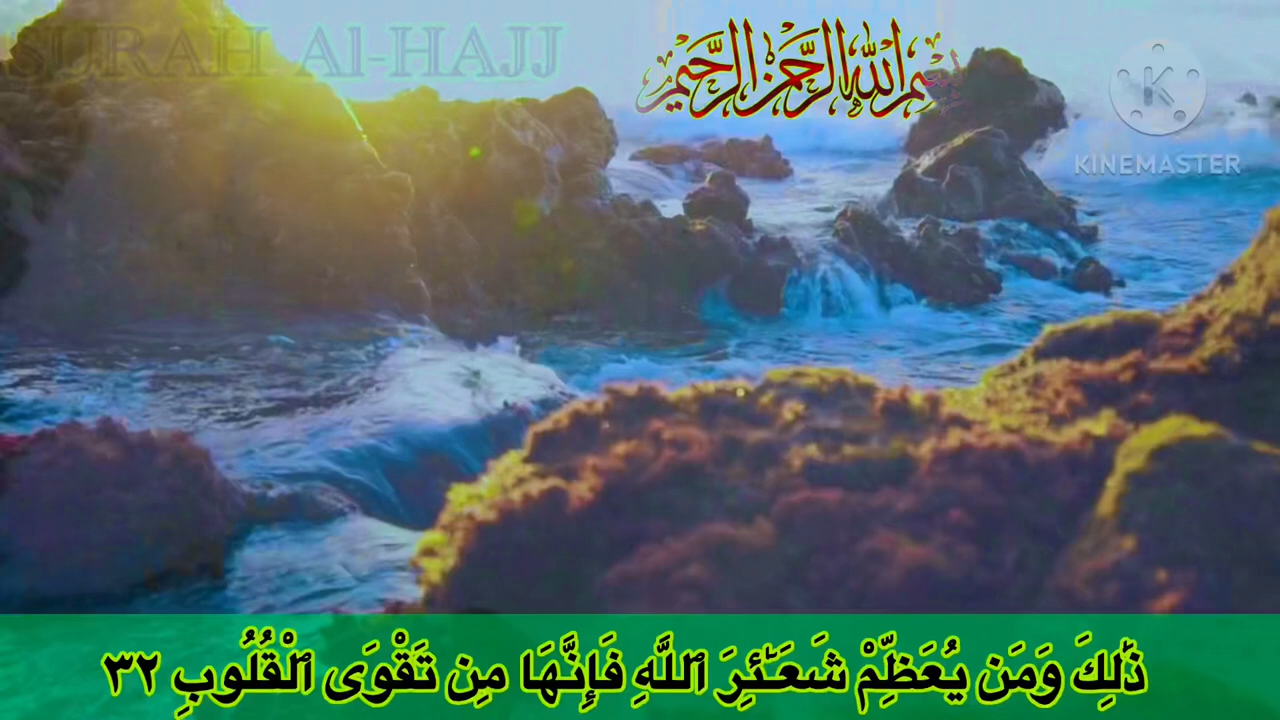 SURAH Al-HAJJ
بِسْمِ اللَّهِ الرَّحْمَٰنِ الرَّحِيمِ
KINEMASTER
ذَٰلِكَ وَمَن يُعَظِّمْ شَعَـٰٓئِرَ ٱللَّهِ فَإِنَّهَا مِن تَقْوَى ٱلْقُلُوبِ ٣٢